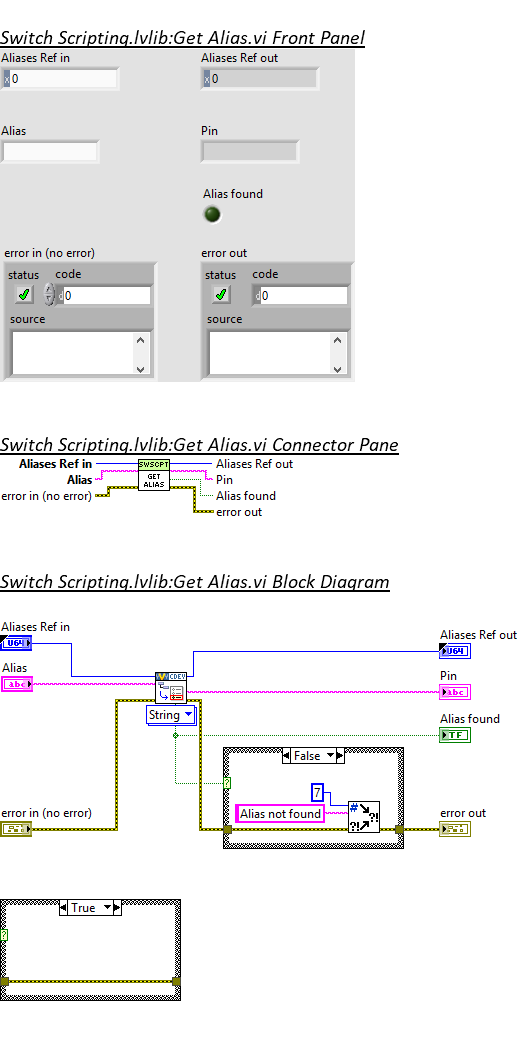 Switch Scripting.lvlib:Get Alias.vi Front Panel
Aliases Ref in Aliases Ref out
x 0 x 0
Alias Pin
Alias found
error in (no error) error out
status code status code
d 0 d 0
source source
Switch Scripting.lvlib:Get Alias.vi Connector Pane
Aliases Ref in SWSCPT Aliases Ref out
Alias GET ALIAS Pin
error in (no error) Alias found
error out
Switch Scripting.lvlib:Get Alias.vi Block Diagram
Aliases Ref in Aliases Ref out
U64 U64
Alias CDEV Pin
abc abc
String Alias found
TF
False
?
7
error in (no error) Alias not found # ?! error out
?!
True
?